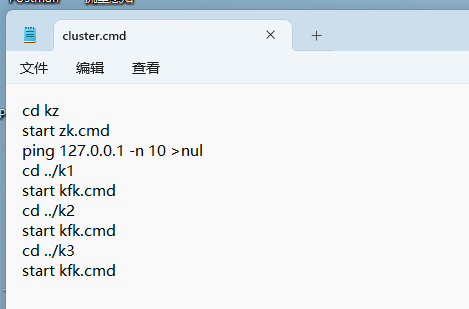 cluster.cmd
文件 编辑 查看
cd kz
start zk.cmd
ping 127.0.0.1 -n 10 >nul
cd ../k1
start kfk.cmd
cd ../k2
start kfk.cmd
cd ../k3
start kfk.cmd